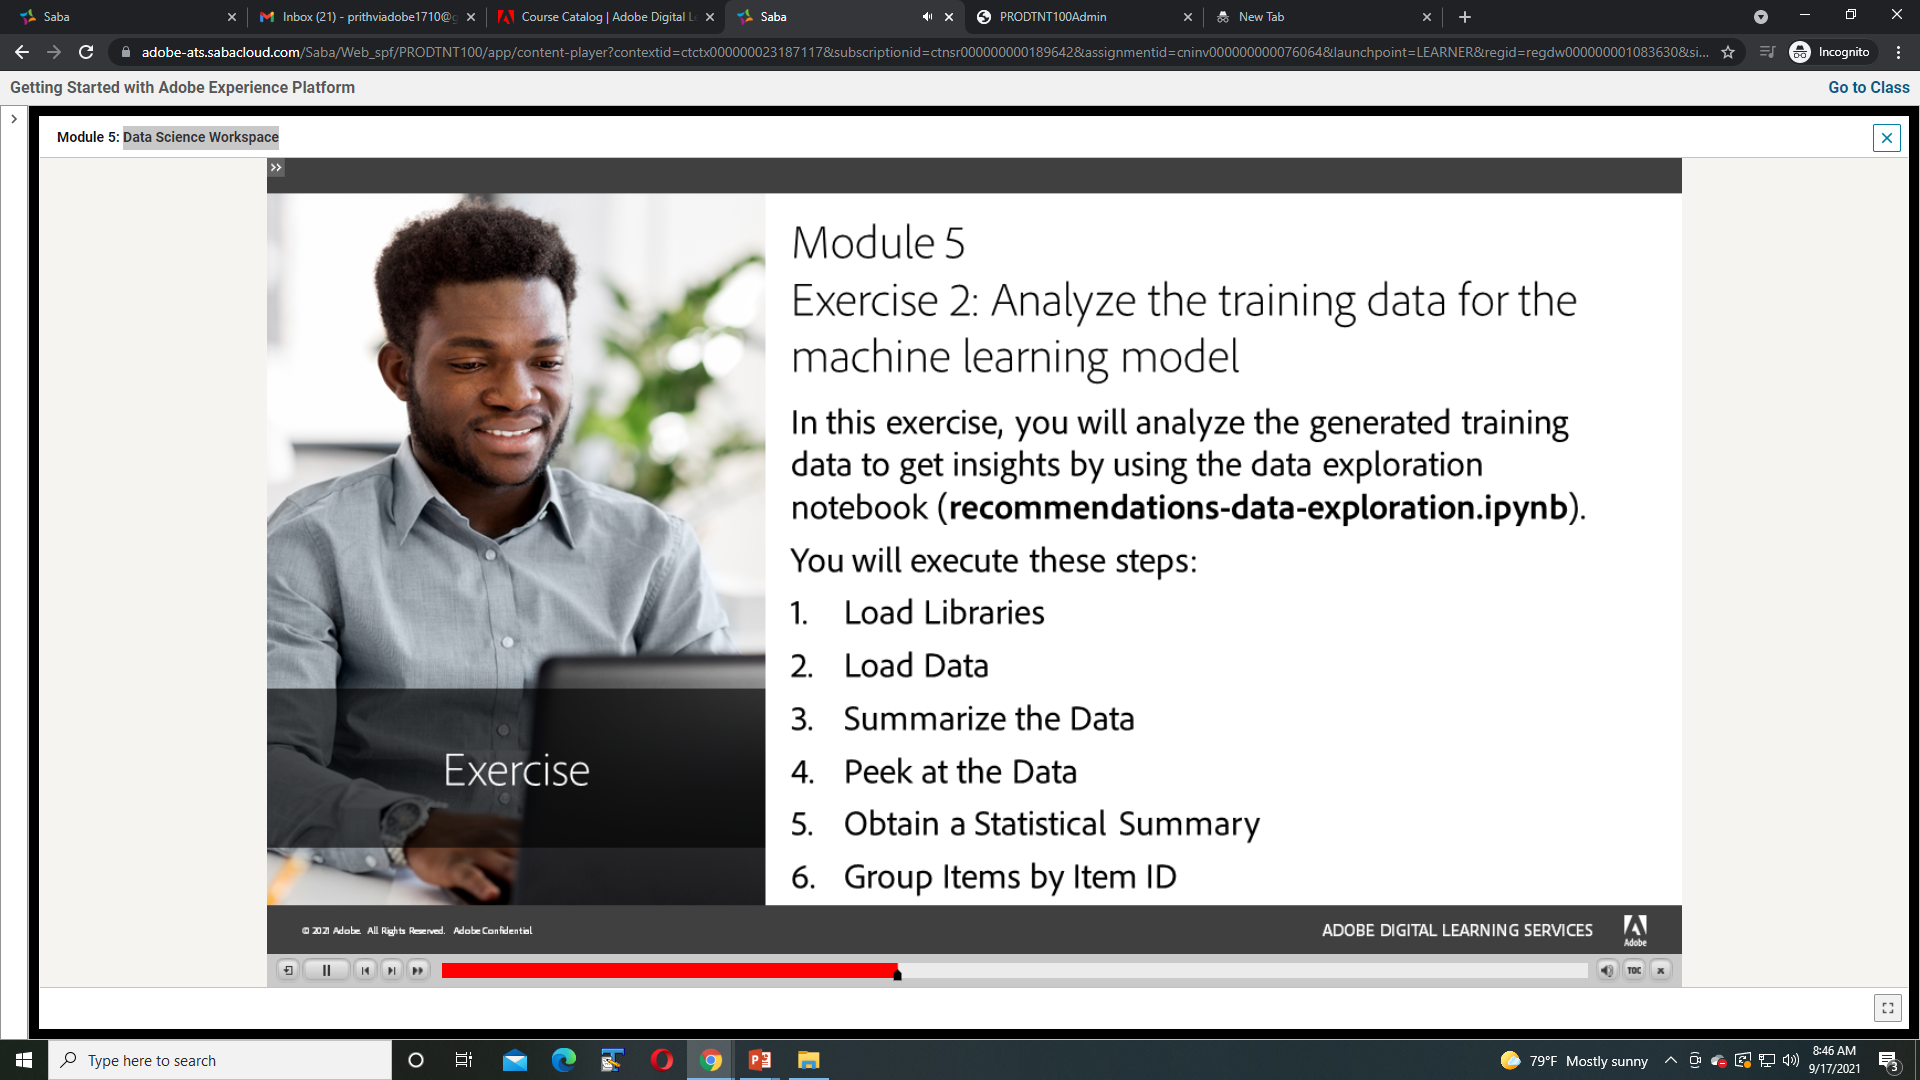 Saba
Inbox (21) - prithviadobe1710@g
Course Catalog | Adobe Digital L
Saba
PRODTNT100Admin
New Tab
adobe-ats.sabacloud.com/Saba/Web_spf/PRODTNT100/app/content-player?contextid=ctctx000000023187117&subscriptionid=ctnsr000000000189642&assignmentid=cninv000000000076064&launchpoint=LEARNER&regid=regdw000000001083630&si...
Incognito
Getting Started with Adobe Experience Platform
Go to Class
Module 5: Data Science Workspace
Module 5
Exercise 2: Analyze the training data for the
machine learning model
In this exercise, you will analyze the generated training
data to get insights by using the data exploration
notebook (recommendations-data-exploration.ipynb).
You will execute these steps:
1. Load Libraries
2. Load Data
3. Summarize the Data
4. Peek at the Data
5. Obtain a Statistical Summary
6. Group Items by Item ID
Exercise
© 2021 Adobe. All Rights Reserved. Adobe Confidential
ADOBE DIGITAL LEARNING SERVICES
Adobe
TOC
Type here to search
79°F Mostly sunny
8:46 AM
9/17/2021
3